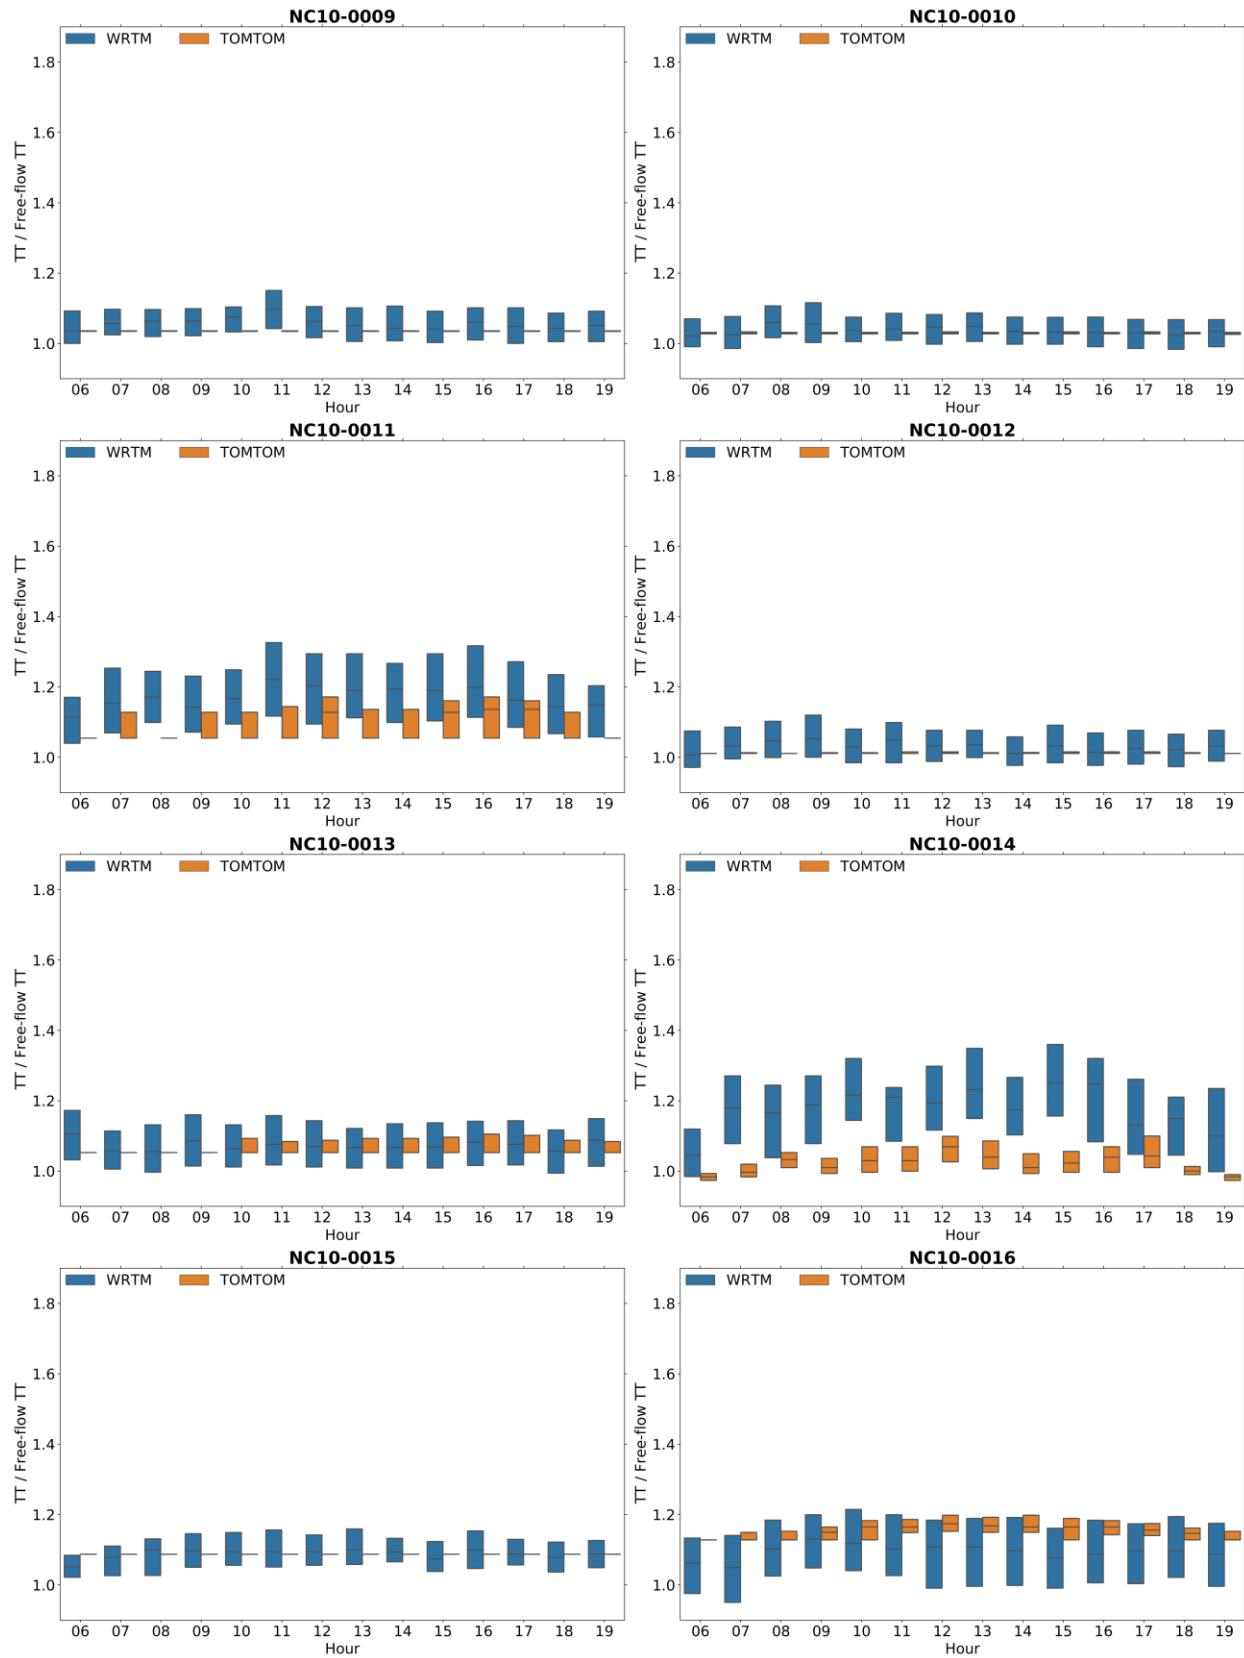 NC10-0009
WRTM TOMTOM
TT / Free-flow TT
1.8
1.6
1.4
1.2
1.0
06 07 08 09 10 11 12 13 14 15 16 17 18 19
Hour
NC10-0010
WRTM TOMTOM
TT / Free-flow TT
1.8
1.6
1.4
1.2
1.0
06 07 08 09 10 11 12 13 14 15 16 17 18 19
Hour
NC10-0011
WRTM TOMTOM
TT / Free-flow TT
1.8
1.6
1.4
1.2
1.0
06 07 08 09 10 11 12 13 14 15 16 17 18 19
Hour
NC10-0012
WRTM TOMTOM
TT / Free-flow TT
1.8
1.6
1.4
1.2
1.0
06 07 08 09 10 11 12 13 14 15 16 17 18 19
Hour
NC10-0013
WRTM TOMTOM
TT / Free-flow TT
1.8
1.6
1.4
1.2
1.0
06 07 08 09 10 11 12 13 14 15 16 17 18 19
Hour
NC10-0014
WRTM TOMTOM
TT / Free-flow TT
1.8
1.6
1.4
1.2
1.0
06 07 08 09 10 11 12 13 14 15 16 17 18 19
Hour
NC10-0015
WRTM TOMTOM
TT / Free-flow TT
1.8
1.6
1.4
1.2
1.0
06 07 08 09 10 11 12 13 14 15 16 17 18 19
Hour
NC10-0016
WRTM TOMTOM
TT / Free-flow TT
1.8
1.6
1.4
1.2
1.0
06 07 08 09 10 11 12 13 14 15 16 17 18 19
Hour